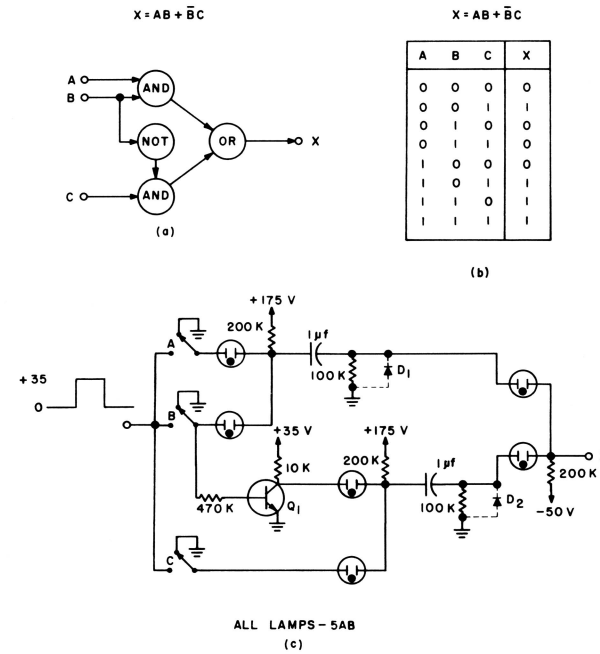 X = AB + B̅C
X = AB + B̅C
A
B
C
AND
NOT
AND
OR
X
(a)
A B C X
0 0 0 0
0 0 1 1
0 1 0 0
0 1 1 0
1 0 0 0
1 0 1 1
1 1 0 1
1 1 1 1
(b)
+35
0
A
B
C
+175 V
200 K
1 µf
100 K
D1
+35 V
10 K
470 K
Q1
+175 V
200 K
1 µf
100 K
D2
200 K
-50 V
ALL LAMPS - 5AB
(c)